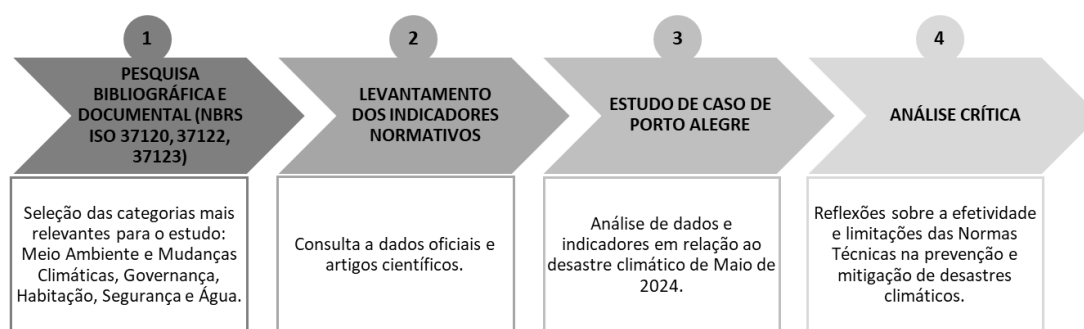 1
PESQUISA
BIBLIOGRÁFICA E
DOCUMENTAL (NBRS
ISO 37120, 37122,
37123)
Seleção das categorias mais
relevantes para o estudo:
Meio Ambiente e Mudanças
Climáticas, Governança,
Habitação, Segurança e Água.
2
LEVANTAMENTO
DOS INDICADORES
NORMATIVOS
Consulta a dados oficiais e
artigos científicos.
3
ESTUDO DE CASO DE
PORTO ALEGRE
Análise de dados e
indicadores em relação ao
desastre climático de Maio de
2024.
4
ANÁLISE CRÍTICA
Reflexões sobre a efetividade
e limitações das Normas
Técnicas na prevenção e
mitigação de desastres
climáticos.